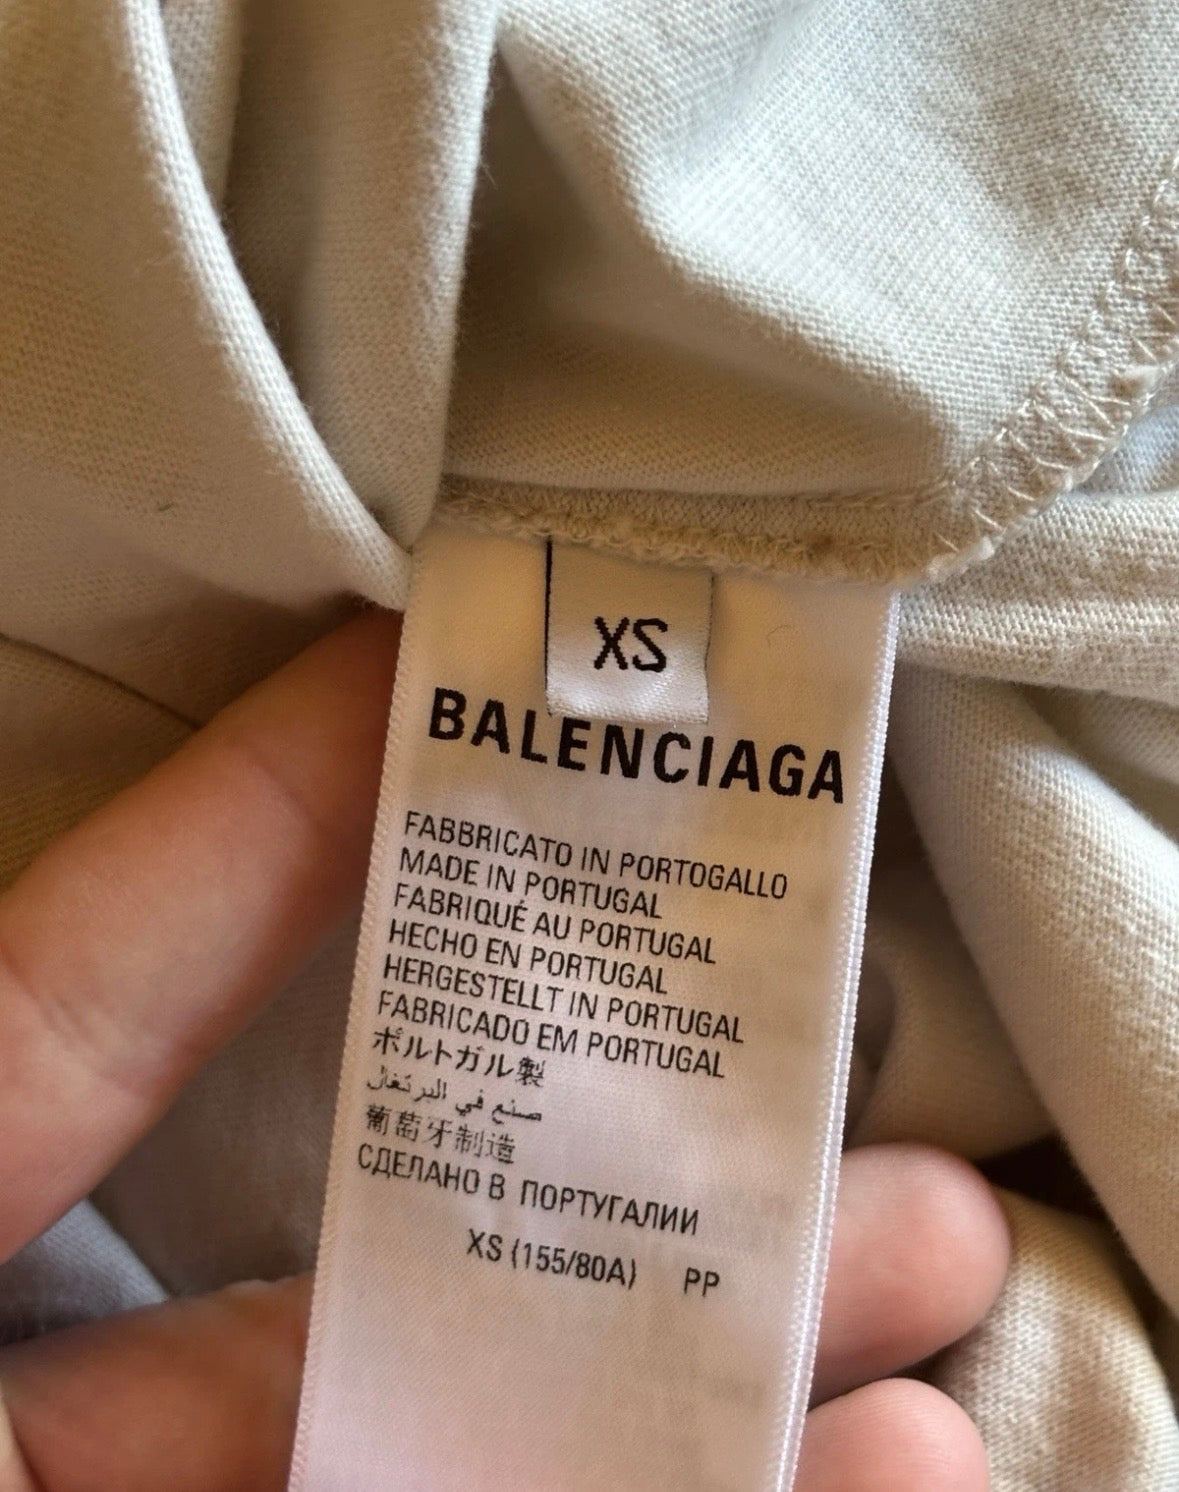 XS
BALENCIAGA
FABBRICATO IN PORTOGALLO
MADE IN PORTUGAL
FABRIQUÉ AU PORTUGAL
HECHO EN PORTUGAL
HERGESTELLT IN PORTUGAL
FABRICADO EM PORTUGAL
ポルトガル製
صنع في البرتغال
葡萄牙制造
СДЕЛАНО В ПОРТУГАЛИИ
XS (155/80A) PP